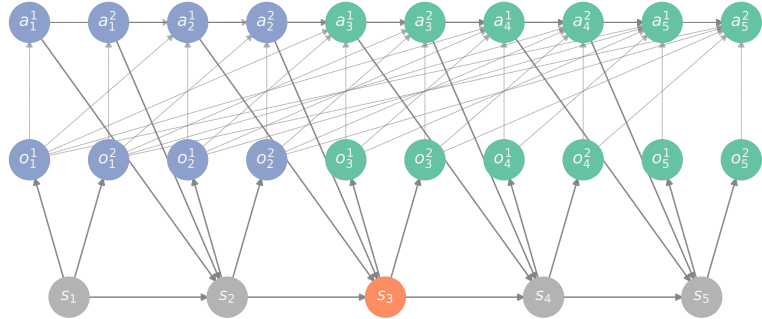 a₁¹ a₁² a₂¹ a₂² a₃¹ a₃² a₄¹ a₄² a₅¹ a₅²
o₁¹ o₁² o₂¹ o₂² o₃¹ o₃² o₄¹ o₄² o₅¹ o₅²
s₁ s₂ s₃ s₄ s₅